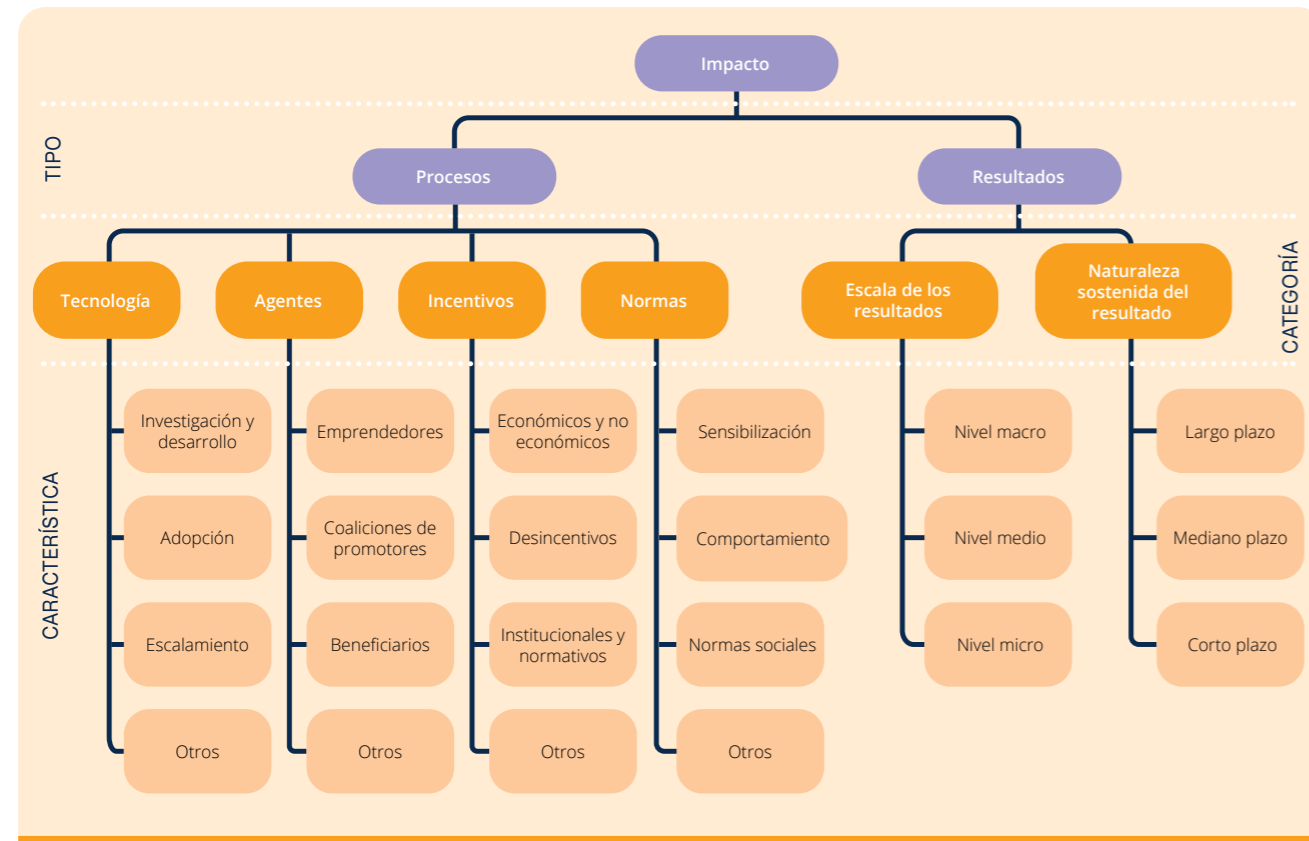 Impacto
TIPO
Procesos
Resultados
CATEGORÍA
Tecnología
Agentes
Incentivos
Normas
Escala de los
resultados
Naturaleza
sostenida del
resultado
CARACTERÍSTICA
Investigación y
desarrollo
Adopción
Escalamiento
Otros
Emprendedores
Coaliciones de
promotores
Beneficiarios
Otros
Económicos y no
económicos
Desincentivos
Institucionales y
normativos
Otros
Sensibilización
Comportamiento
Normas sociales
Otros
Nivel macro
Nivel medio
Nivel micro
Largo plazo
Mediano plazo
Corto plazo